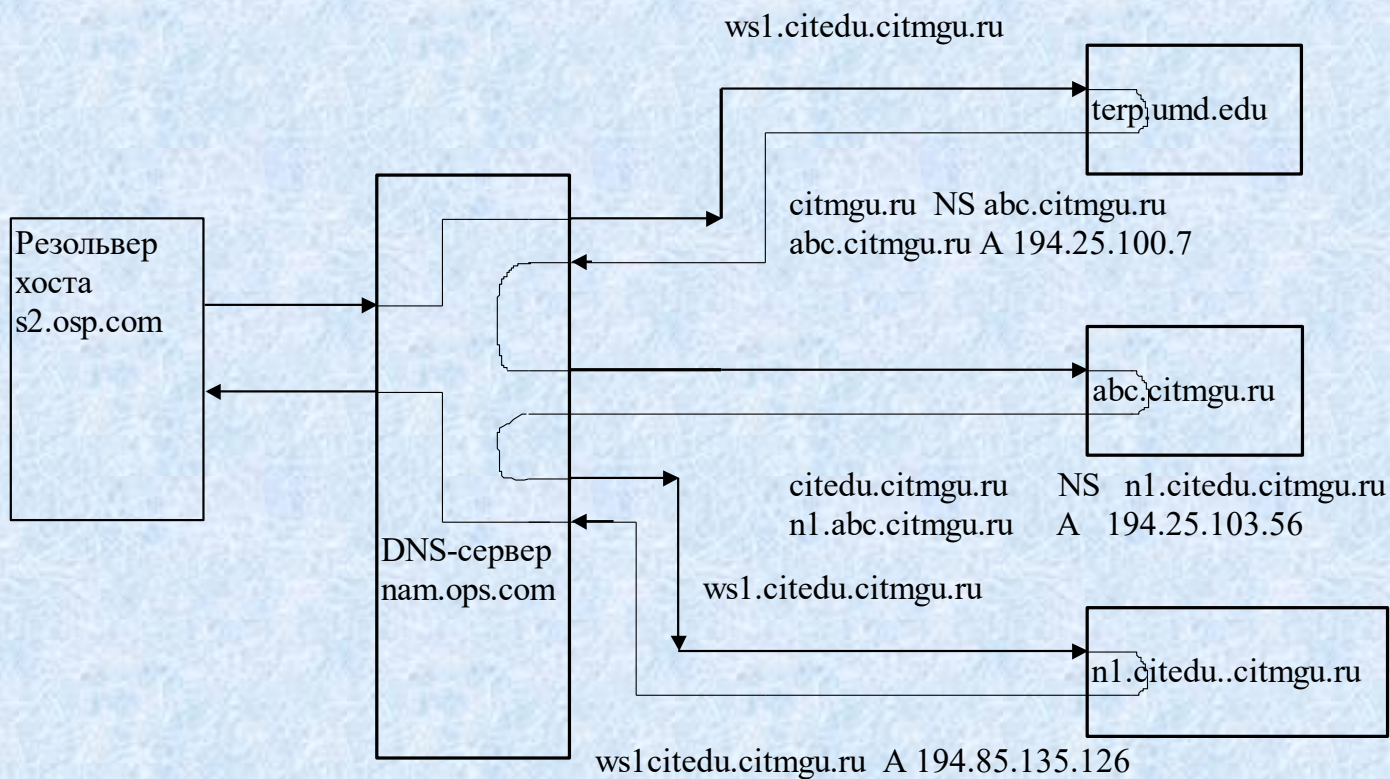 ws1.citedu.citmgu.ru
terp.umd.edu
citmgu.ru NS abc.citmgu.ru
abc.citmgu.ru A 194.25.100.7
Резольвер
хоста
s2.osp.com
abc.citmgu.ru
citedu.citmgu.ru NS n1.citedu.citmgu.ru
n1.abc.citmgu.ru A 194.25.103.56
DNS-сервер
nam.ops.com
ws1.citedu.citmgu.ru
n1.citedu..citmgu.ru
ws1citedu.citmgu.ru A 194.85.135.126